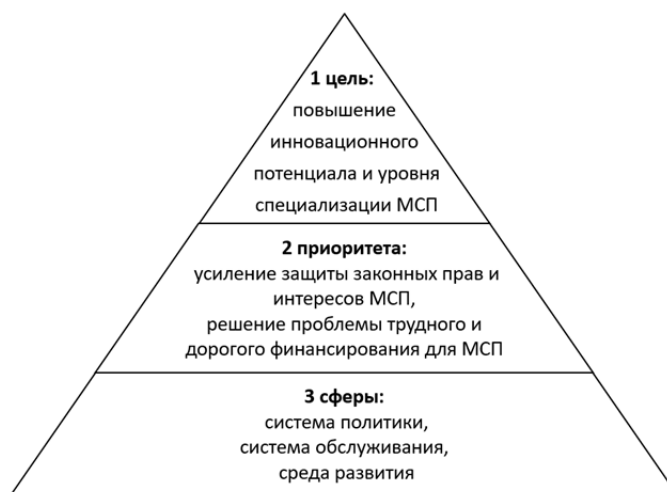 1 цель:
повышение
инновационного
потенциала и уровня
специализации МСП
2 приоритета:
усиление защиты законных прав и
интересов МСП,
решение проблемы трудного и
дорогого финансирования для МСП
3 сферы:
система политики,
система обслуживания,
среда развития